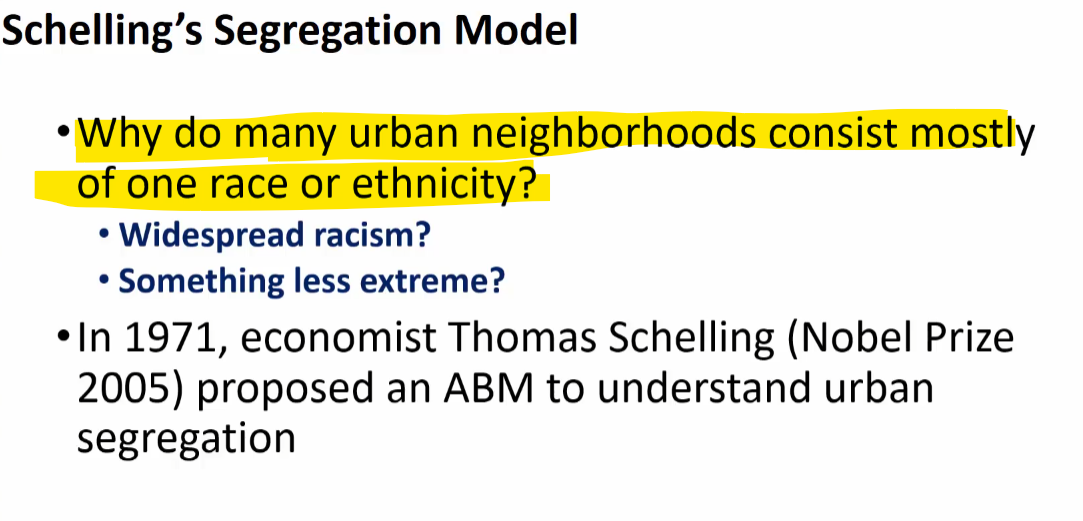 Schelling’s Segregation Model
•Why do many urban neighborhoods consist mostly
of one race or ethnicity?
• Widespread racism?
• Something less extreme?
•In 1971, economist Thomas Schelling (Nobel Prize
2005) proposed an ABM to understand urban
segregation